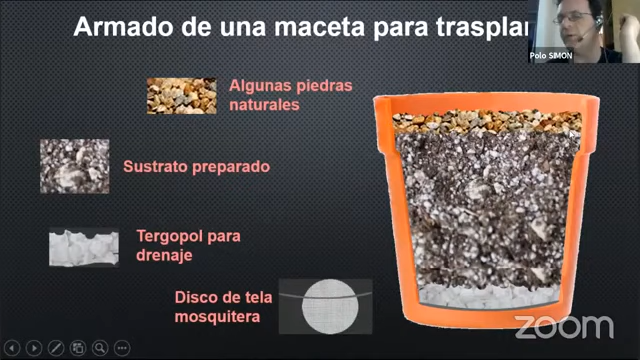 Armado de una maceta para
Polo SIMON
Algunas piedras
naturales
Sustrato preparado
Tergopol para
drenaje
Disco de tela
mosquitera
zoom